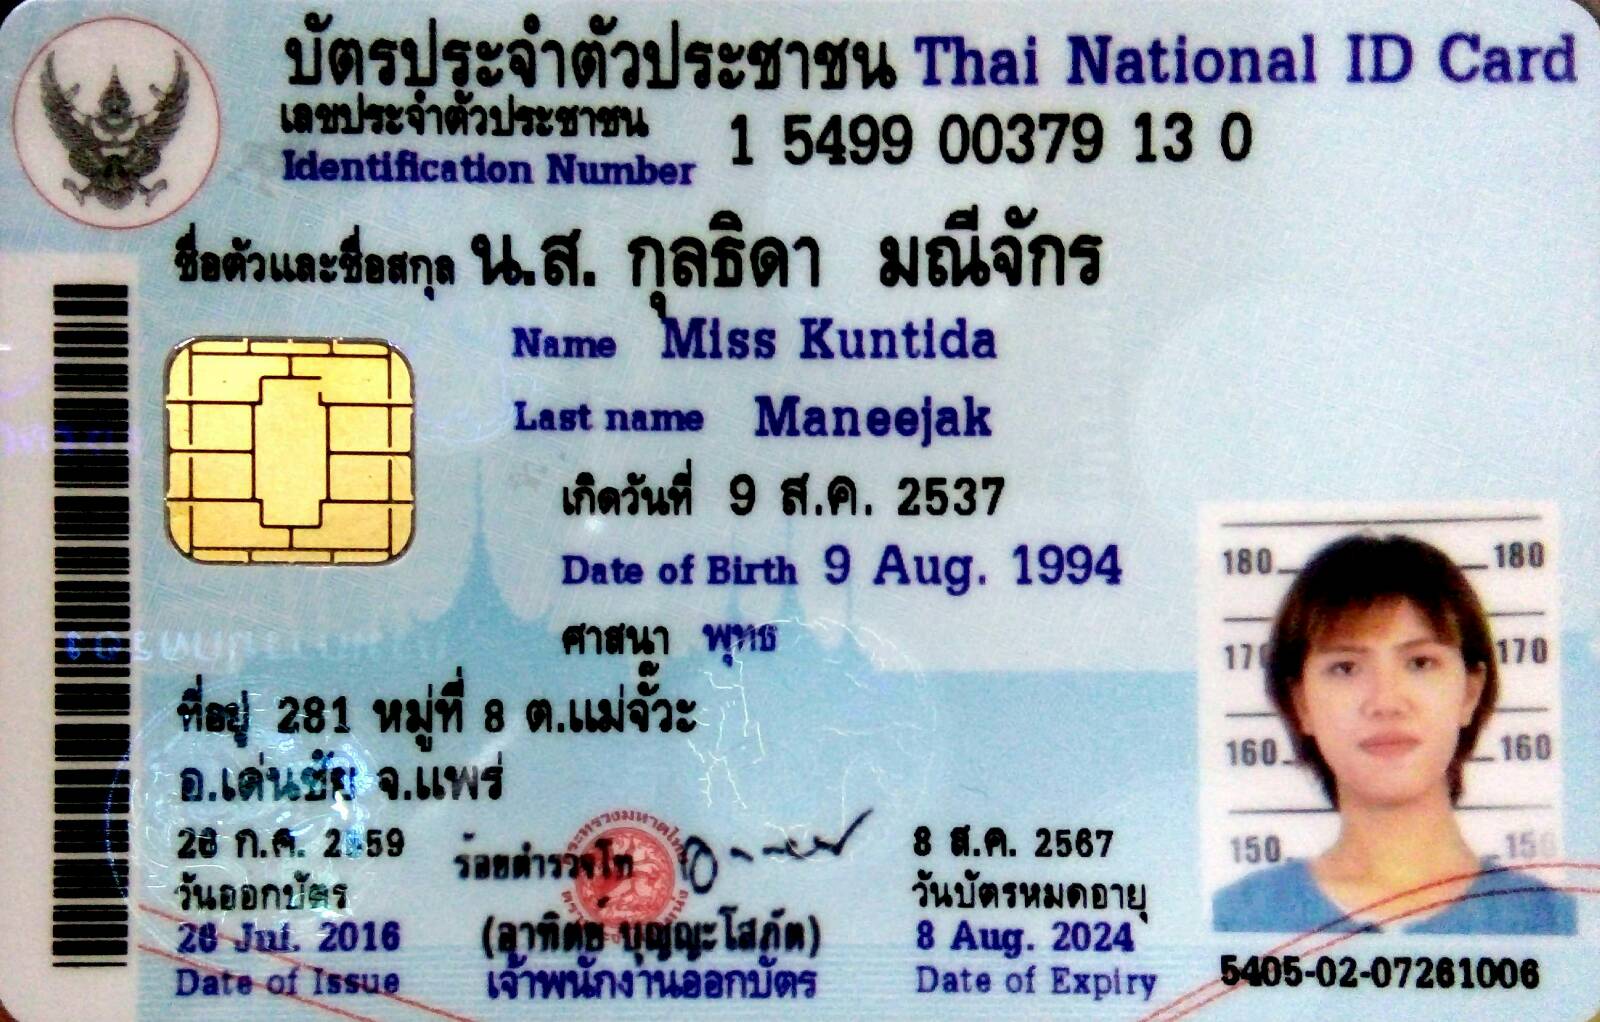 บัตรประจำตัวประชาชน Thai National ID Card
เลขประจำตัวประชาชน
Identification Number 1 5499 00379 13 0
ชื่อตัวและชื่อสกุล น.ส. กุลธิดา มณีจักร
Name Miss Kuntida
Last name Maneejak
เกิดวันที่ 9 ส.ค. 2537
Date of Birth 9 Aug. 1994
ศาสนา พุทธ
ที่อยู่ 281 หมู่ที่ 8 ต.แม่จั๊วะ
อ.เด่นชัย จ.แพร่
26 ก.ค. 2559
วันออกบัตร
26 Jul. 2016
Date of Issue
ร้อยตำรวจโท
(อาทิตย์ บุญญะโสภัต)
เจ้าพนักงานออกบัตร
8 ส.ค. 2567
วันบัตรหมดอายุ
8 Aug. 2024
Date of Expiry
180 180
170 170
160 160
150 150
5405-02-07261006